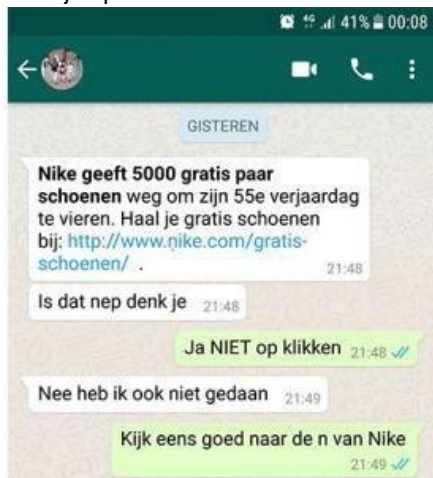 4G 41% 00:08
GISTEREN
Nike geeft 5000 gratis paar
schoenen weg om zijn 55e verjaardag
te vieren. Haal je gratis schoenen
bij: http://www.ņike.com/gratis-
schoenen/ .
21:48
Is dat nep denk je 21:48
Ja NIET op klikken 21:48
Nee heb ik ook niet gedaan 21:49
Kijk eens goed naar de n van Nike
21:49